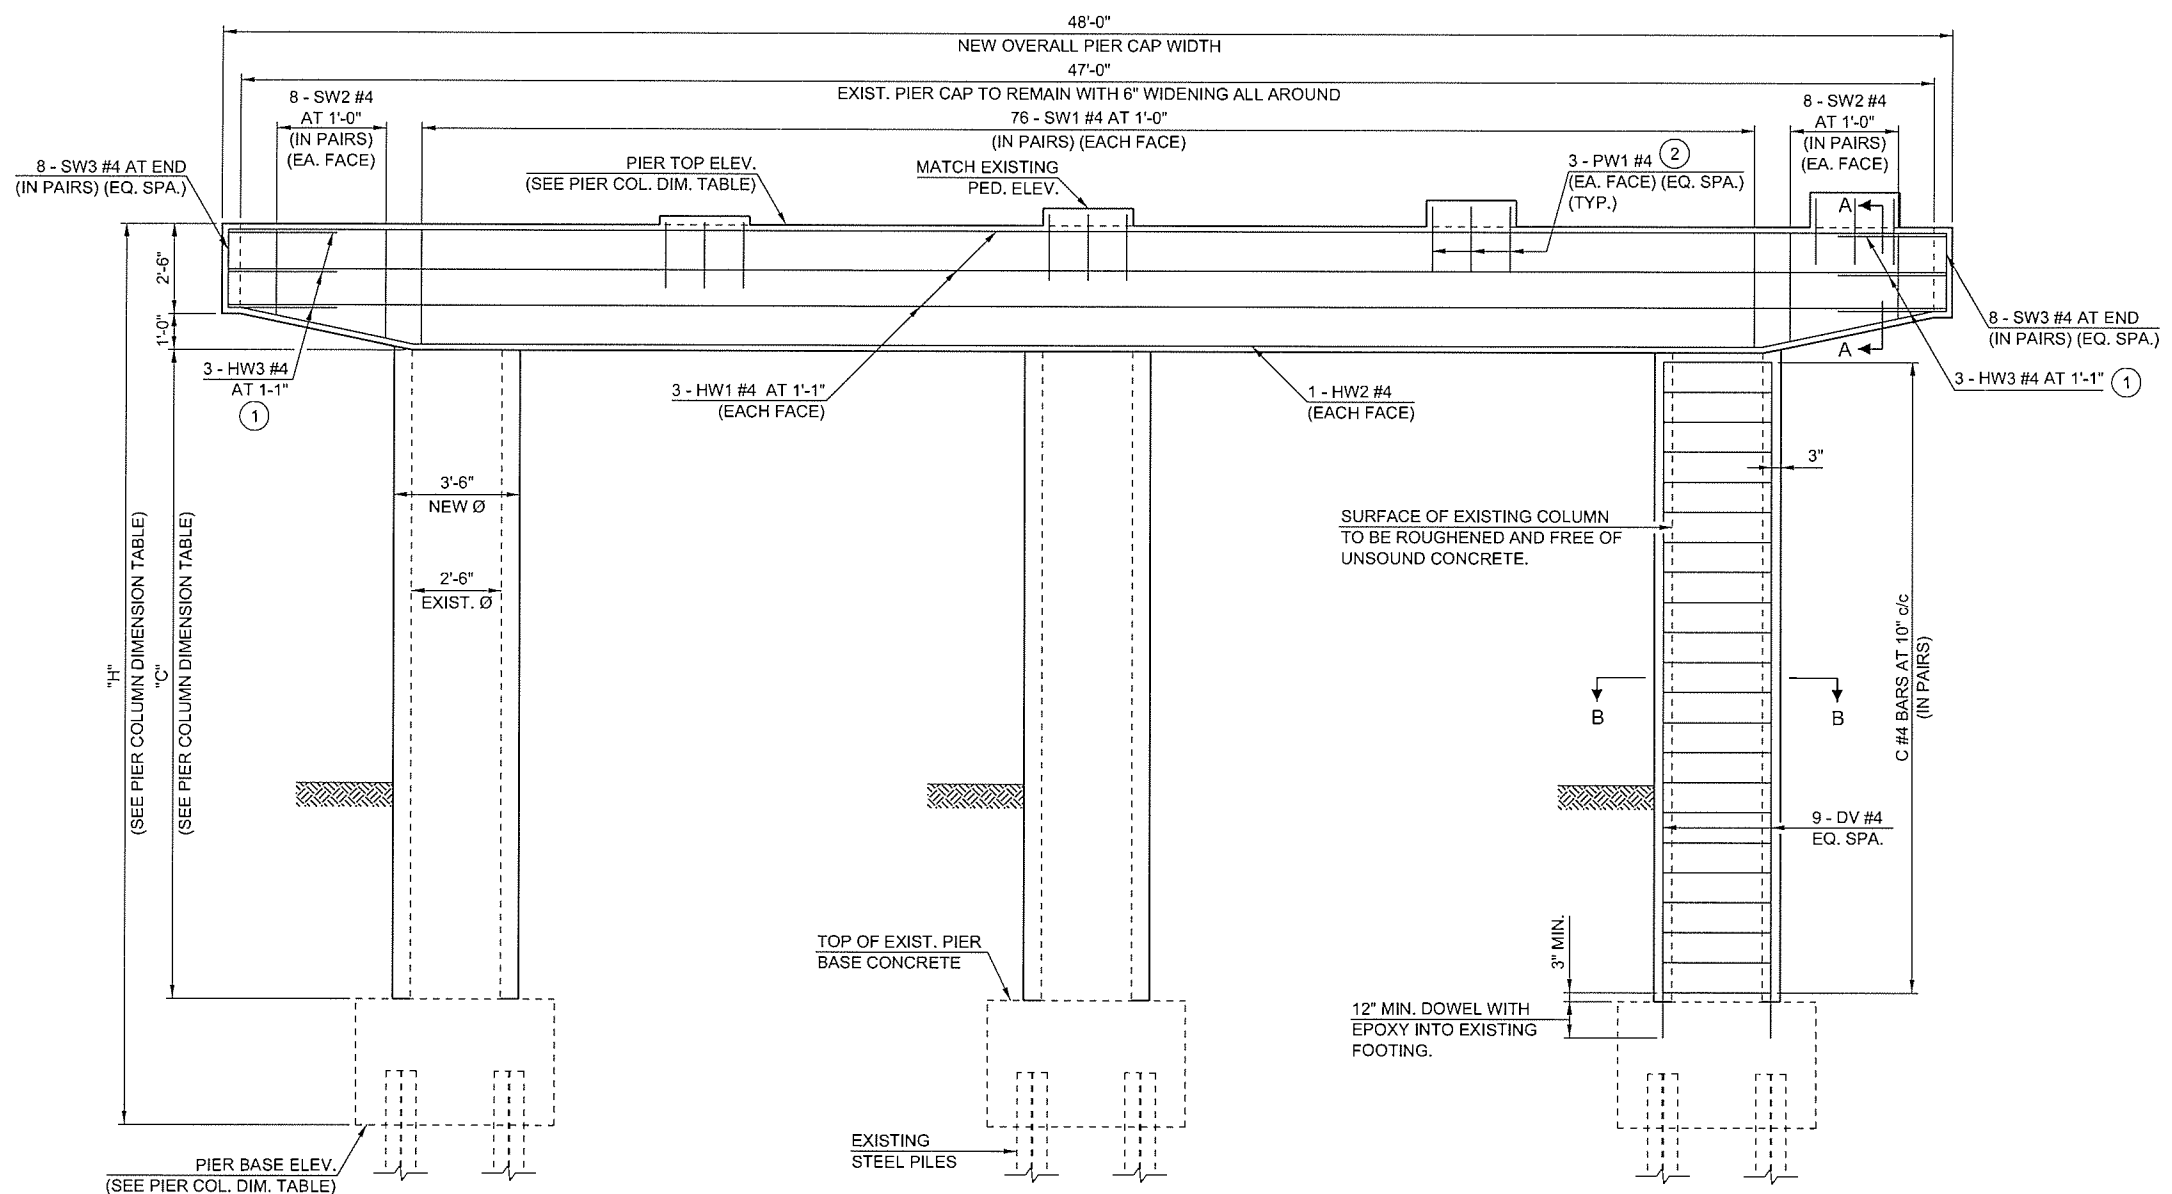 48'-0"
NEW OVERALL PIER CAP WIDTH
47'-0"
EXIST. PIER CAP TO REMAIN WITH 6" WIDENING ALL AROUND
8 - SW2 #4
AT 1'-0"
(IN PAIRS)
(EA. FACE)
76 - SW1 #4 AT 1'-0"
(IN PAIRS) (EACH FACE)
8 - SW2 #4
AT 1'-0"
(IN PAIRS)
(EA. FACE)
8 - SW3 #4 AT END
(IN PAIRS) (EQ. SPA.)
PIER TOP ELEV.
(SEE PIER COL. DIM. TABLE)
MATCH EXISTING
PED. ELEV.
3 - PW1 #4 2
(EA. FACE) (EQ. SPA.)
(TYP.)
A
2'-6"
1'-0"
8 - SW3 #4 AT END
(IN PAIRS) (EQ. SPA.)
A
3 - HW3 #4
AT 1-1"
1
3 - HW1 #4 AT 1'-1"
(EACH FACE)
1 - HW2 #4
(EACH FACE)
3 - HW3 #4 AT 1'-1" 1
3'-6"
NEW Ø
2'-6"
EXIST. Ø
3"
SURFACE OF EXISTING COLUMN
TO BE ROUGHENED AND FREE OF
UNSOUND CONCRETE.
"H"
(SEE PIER COLUMN DIMENSION TABLE)
"C"
(SEE PIER COLUMN DIMENSION TABLE)
C #4 BARS AT 10" c/c
(IN PAIRS)
B
B
9 - DV #4
EQ. SPA.
TOP OF EXIST. PIER
BASE CONCRETE
3" MIN.
12" MIN. DOWEL WITH
EPOXY INTO EXISTING
FOOTING.
EXISTING
STEEL PILES
PIER BASE ELEV.
(SEE PIER COL. DIM. TABLE)